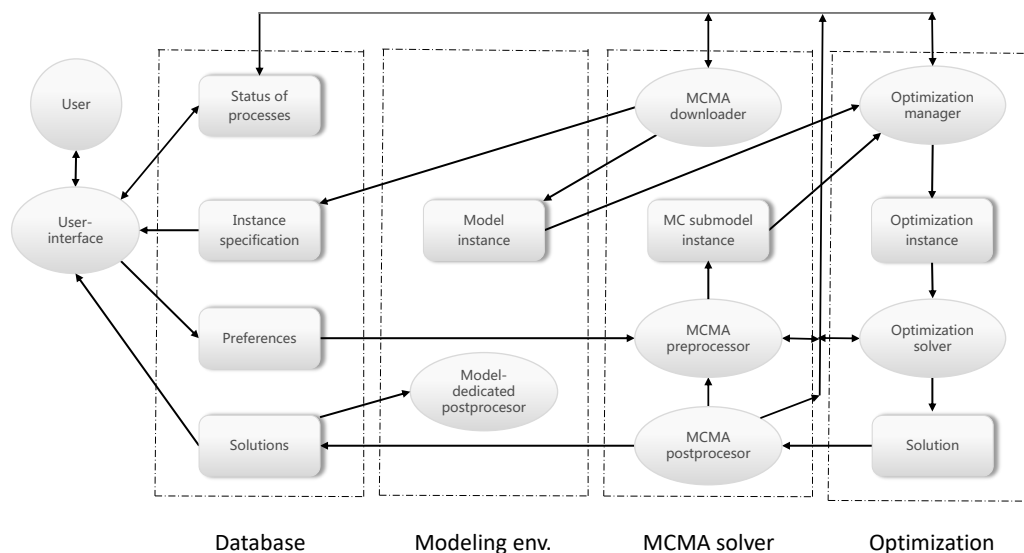 User
User-
interface
Status of
processes
Instance
specification
Preferences
Solutions
Model
instance
Model-
dedicated
postprocesor
MCMA
downloader
MC submodel
instance
MCMA
preprocessor
MCMA
postprocesor
Optimization
manager
Optimization
instance
Optimization
solver
Solution
Database
Modeling env.
MCMA solver
Optimization